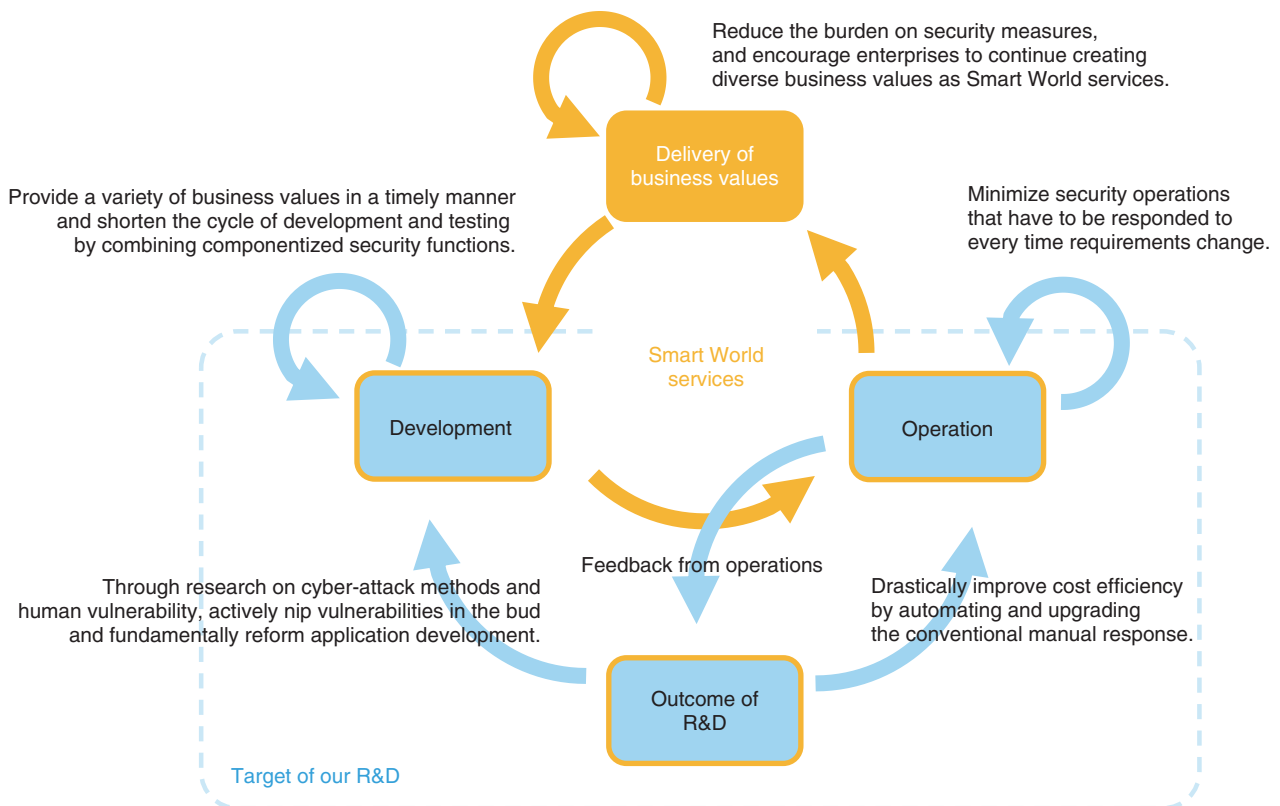 Reduce the burden on security measures,
and encourage enterprises to continue creating
diverse business values as Smart World services.
Delivery of
business values
Provide a variety of business values in a timely manner
and shorten the cycle of development and testing
by combining componentized security functions.
Minimize security operations
that have to be responded to
every time requirements change.
Smart World
services
Development
Operation
Feedback from operations
Through research on cyber-attack methods and
human vulnerability, actively nip vulnerabilities in the bud
and fundamentally reform application development.
Drastically improve cost efficiency
by automating and upgrading
the conventional manual response.
Outcome of
R&D
Target of our R&D